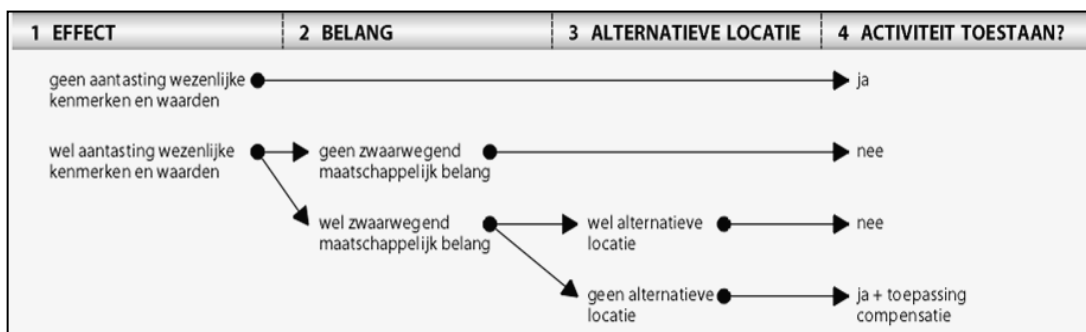 1 EFFECT
2 BELANG
3 ALTERNATIEVE LOCATIE
4 ACTIVITEIT TOESTAAN?
geen aantasting wezenlijke
kenmerken en waarden
ja
wel aantasting wezenlijke
kenmerken en waarden
geen zwaarwegend
maatschappelijk belang
nee
wel zwaarwegend
maatschappelijk belang
wel alternatieve
locatie
nee
geen alternatieve
locatie
ja + toepassing
compensatie